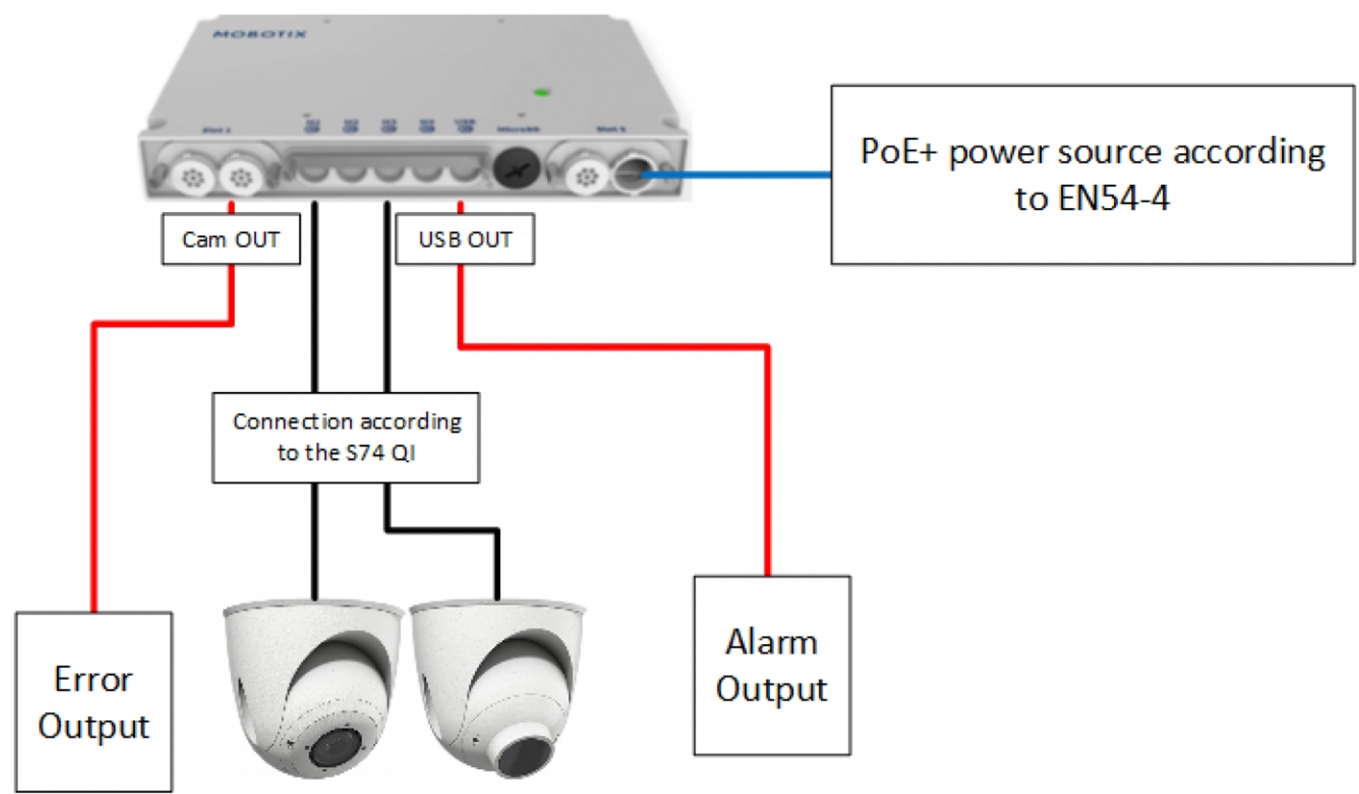 MOBOTIX
PoE+ power source according
to EN54-4
Cam OUT
USB OUT
Connection according
to the S74 QI
Error
Output
Alarm
Output